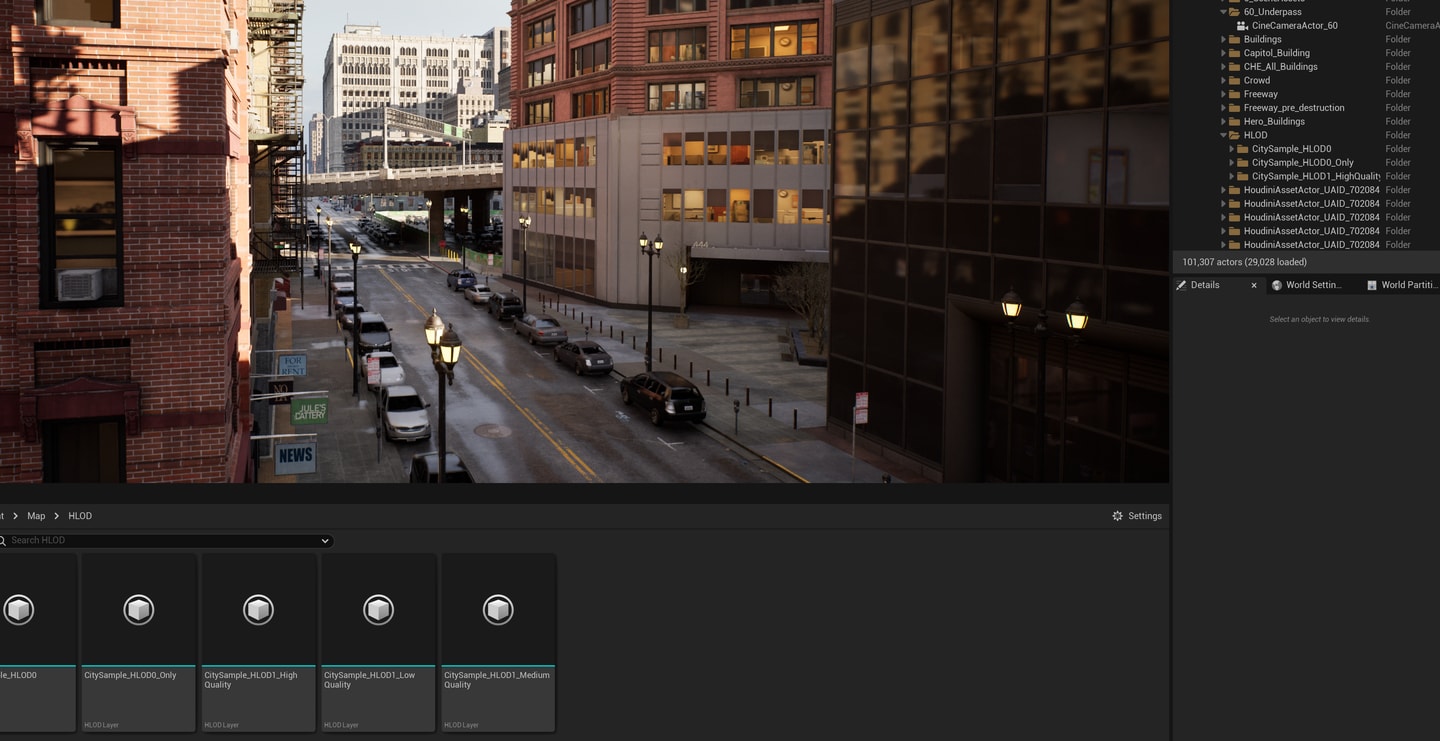 60_Underpass Folder
CineCameraActor_60 CineCameraA
Buildings Folder
Capitol_Building Folder
CHE_All_Buildings Folder
Crowd Folder
Freeway Folder
Freeway_pre_destruction Folder
Hero_Buildings Folder
HLOD Folder
CitySample_HLOD0 Folder
CitySample_HLOD0_Only Folder
CitySample_HLOD1_HighQuality Folder
HoudiniAssetActor_UAID_702084 Folder
HoudiniAssetActor_UAID_702084 Folder
HoudiniAssetActor_UAID_702084 Folder
HoudiniAssetActor_UAID_702084 Folder
HoudiniAssetActor_UAID_702084 Folder
101,307 actors (29,028 loaded)
Details World Settin... World Partiti...
Select an object to view details.
444
FOR
RENT
JULE'S
CATTERY
NEWS
Map HLOD
Settings
Search HLOD
le_HLOD0
CitySample_HLOD0_Only
HLOD Layer
CitySample_HLOD1_High
Quality
HLOD Layer
CitySample_HLOD1_Low
Quality
HLOD Layer
CitySample_HLOD1_Medium
Quality
HLOD Layer